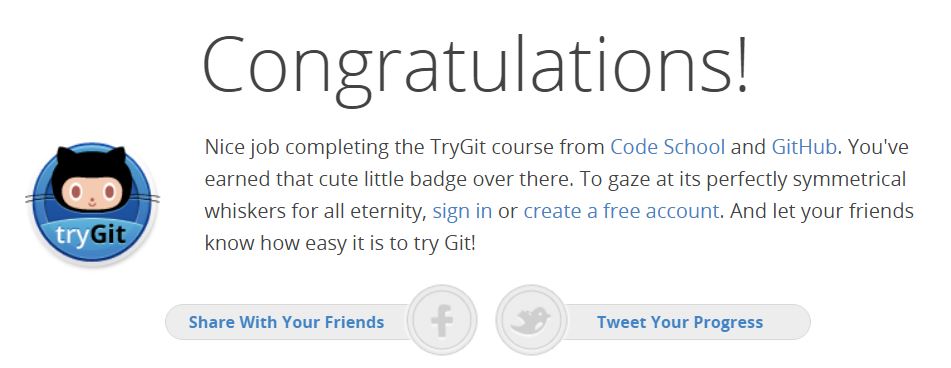 Congratulations!
Nice job completing the TryGit course from Code School and GitHub. You've
earned that cute little badge over there. To gaze at its perfectly symmetrical
whiskers for all eternity, sign in or create a free account. And let your friends
know how easy it is to try Git!
tryGit
Share With Your Friends
Tweet Your Progress